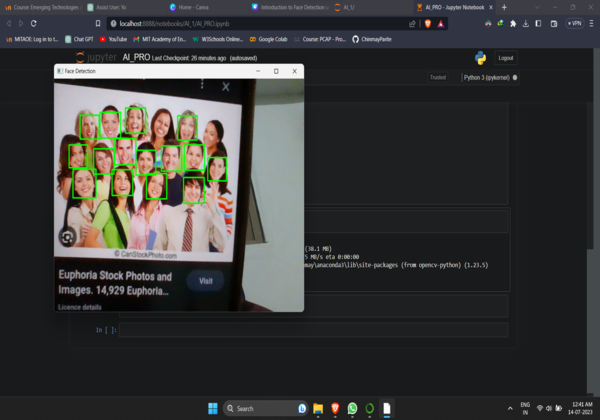 Course: Emerging Technologies
Assist User: Yo
Home - Canva
Introduction to Face Detection
AI_1/
AI_PRO - Jupyter Notebook
localhost:8888/notebooks/AI_1/AI_PRO.ipynb
VPN
MITAOE: Log in to t...
Chat GPT
YouTube
MIT Academy of En...
W3Schools Online...
Google Colab
Course: PCAP - Pro...
ChinmayPavite
jupyter AI_PRO Last Checkpoint: 26 minutes ago (autosaved)
Logout
Trusted
Python 3 (ipykernel)
Face Detection
© CanStockPhoto.com
Euphoria Stock Photos and
Images. 14,929 Euphoria...
Visit
Licence details
(38.1 MB)
5 MB/s eta 0:00:00
may\anaconda3\lib\site-packages (from opencv-python) (1.23.5)
In [ ]:
Search
ENG
IN
12:41 AM
14-07-2023